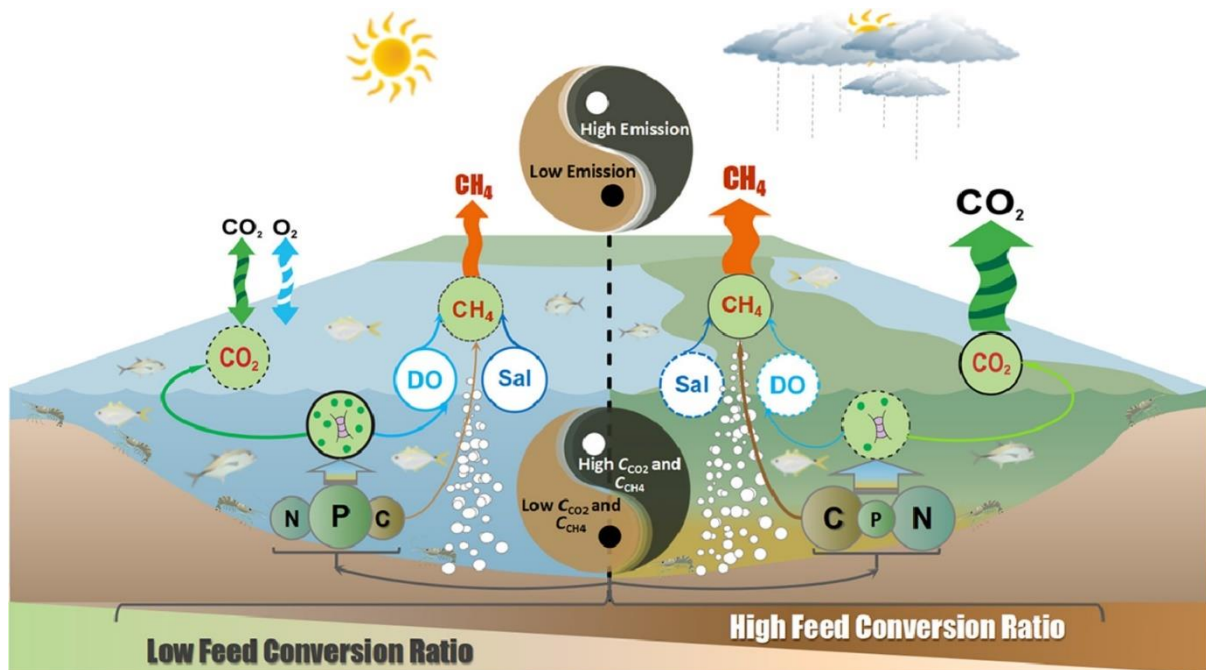 High Emission
Low Emission
CH₄
CH₄
CO₂
CO₂ O₂
CH₄
CH₄
CO₂
CO₂
DO
Sal
Sal
DO
High C_CO2 and
C_CH4
Low C_CO2 and
C_CH4
N P C
C P N
High Feed Conversion Ratio
Low Feed Conversion Ratio